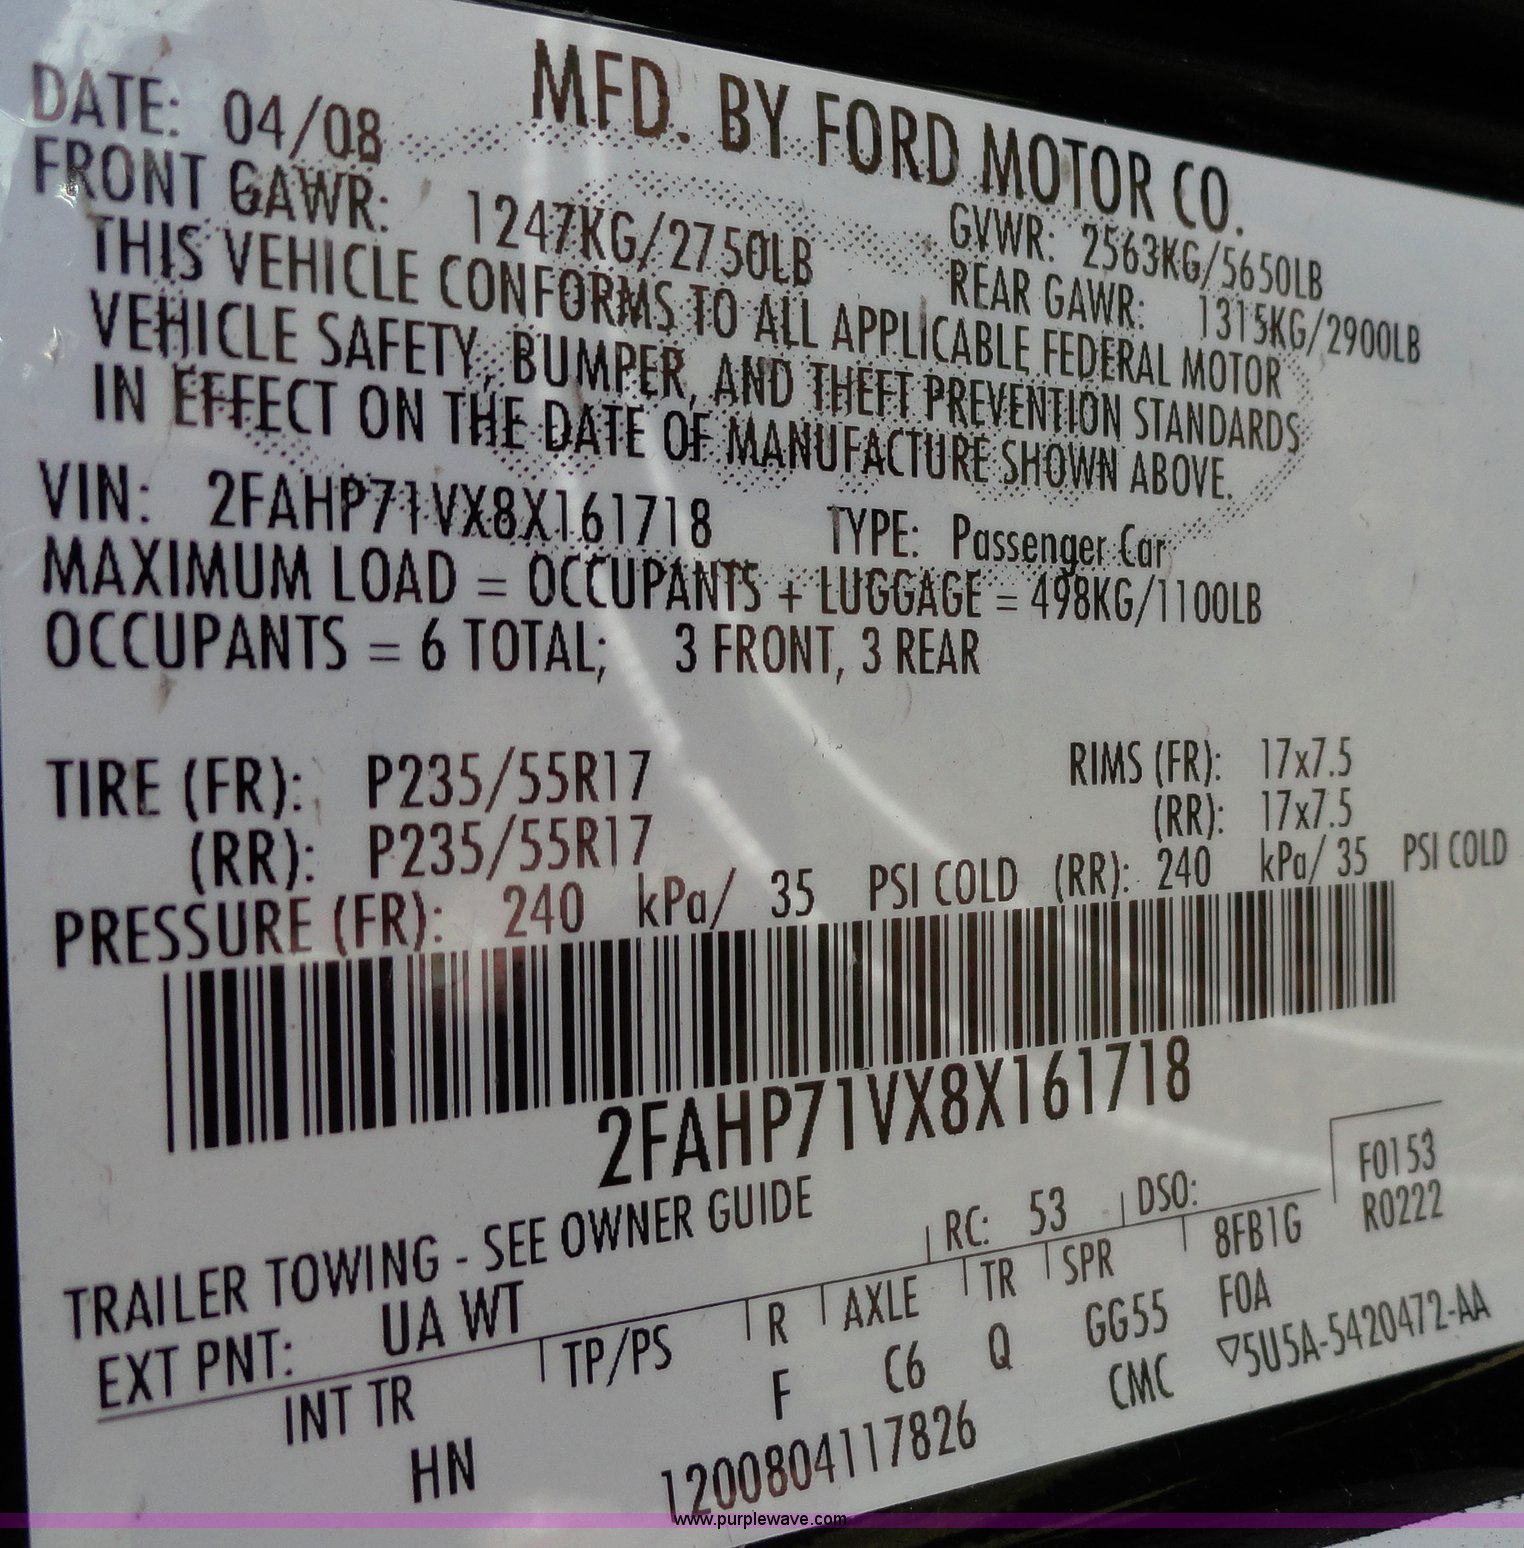 MFD. BY FORD MOTOR CO.
DATE: 04/08 GVWR: 2563KG/5650LB
FRONT GAWR: 1247KG/2750LB REAR GAWR: 1315KG/2900LB
THIS VEHICLE CONFORMS TO ALL APPLICABLE FEDERAL MOTOR
VEHICLE SAFETY, BUMPER, AND THEFT PREVENTION STANDARDS
IN EFFECT ON THE DATE OF MANUFACTURE SHOWN ABOVE.
VIN: 2FAHP71VX8X161718 TYPE: Passenger Car
MAXIMUM LOAD = OCCUPANTS + LUGGAGE = 498KG/1100LB
OCCUPANTS = 6 TOTAL; 3 FRONT, 3 REAR
TIRE (FR): P235/55R17 RIMS (FR): 17x7.5
(RR): P235/55R17 (RR): 17x7.5
PRESSURE (FR): 240 kPa/ 35 PSI COLD (RR): 240 kPa/ 35 PSI COLD
2FAHP71VX8X161718
TRAILER TOWING - SEE OWNER GUIDE
F0153
EXT PNT: UA WT RC: 53 DSO: R0222
INT TR TP/PS R AXLE TR SPR 8FB1G
HN F C6 Q GG55 FOA
1200804117826 CMC ▽5U5A-5420472-AA
www.purplewave.com